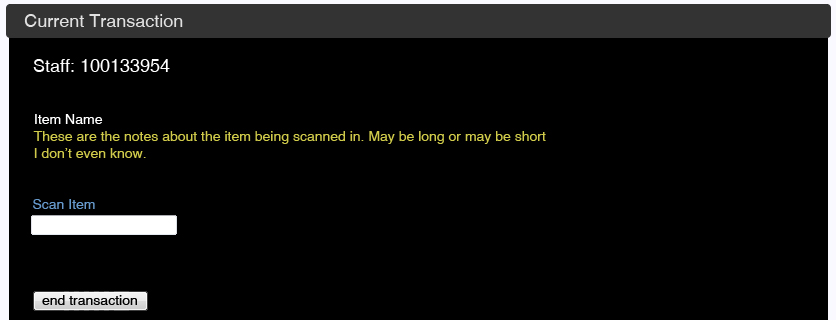 Current Transaction
Staff: 100133954
Item Name
These are the notes about the item being scanned in. May be long or may be short
I don't even know.
Scan Item
end transaction